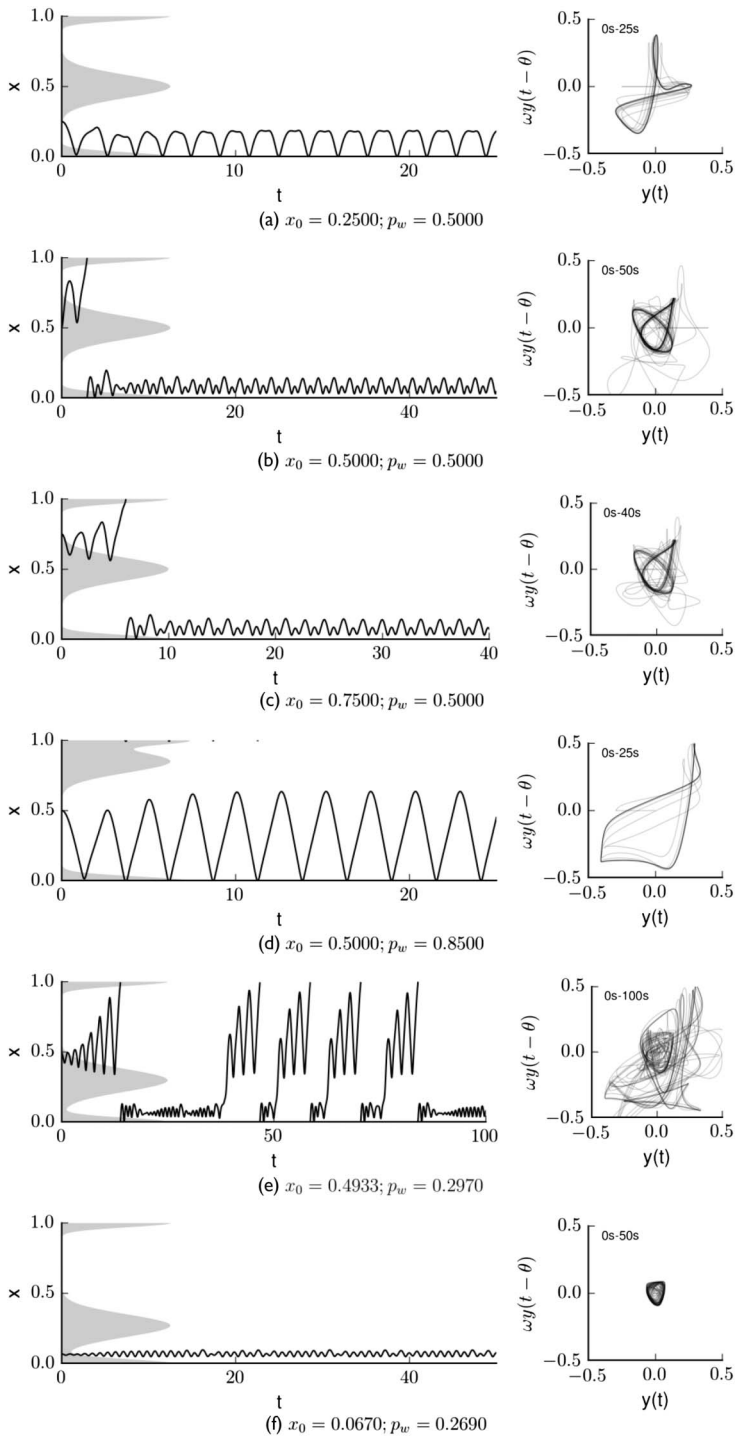 1.0
0.5
0.0
x
0
10
20
t
0.5
0.0
−0.5
ωy(t − θ)
0s-25s
−0.5
0.0
0.5
y(t)
(a) x₀ = 0.2500; p_w = 0.5000
1.0
0.5
0.0
x
0
20
40
t
0.5
0.0
−0.5
ωy(t − θ)
0s-50s
−0.5
0.0
0.5
y(t)
(b) x₀ = 0.5000; p_w = 0.5000
1.0
0.5
0.0
x
0
10
20
30
40
t
0.5
0.0
−0.5
ωy(t − θ)
0s-40s
−0.5
0.0
0.5
y(t)
(c) x₀ = 0.7500; p_w = 0.5000
1.0
0.5
0.0
x
0
10
20
t
0.5
0.0
−0.5
ωy(t − θ)
0s-25s
−0.5
0.0
0.5
y(t)
(d) x₀ = 0.5000; p_w = 0.8500
1.0
0.5
0.0
x
0
50
100
t
0.5
0.0
−0.5
ωy(t − θ)
0s-100s
−0.5
0.0
0.5
y(t)
(e) x₀ = 0.4933; p_w = 0.2970
1.0
0.5
0.0
x
0
20
40
t
0.5
0.0
−0.5
ωy(t − θ)
0s-50s
−0.5
0.0
0.5
y(t)
(f) x₀ = 0.0670; p_w = 0.2690